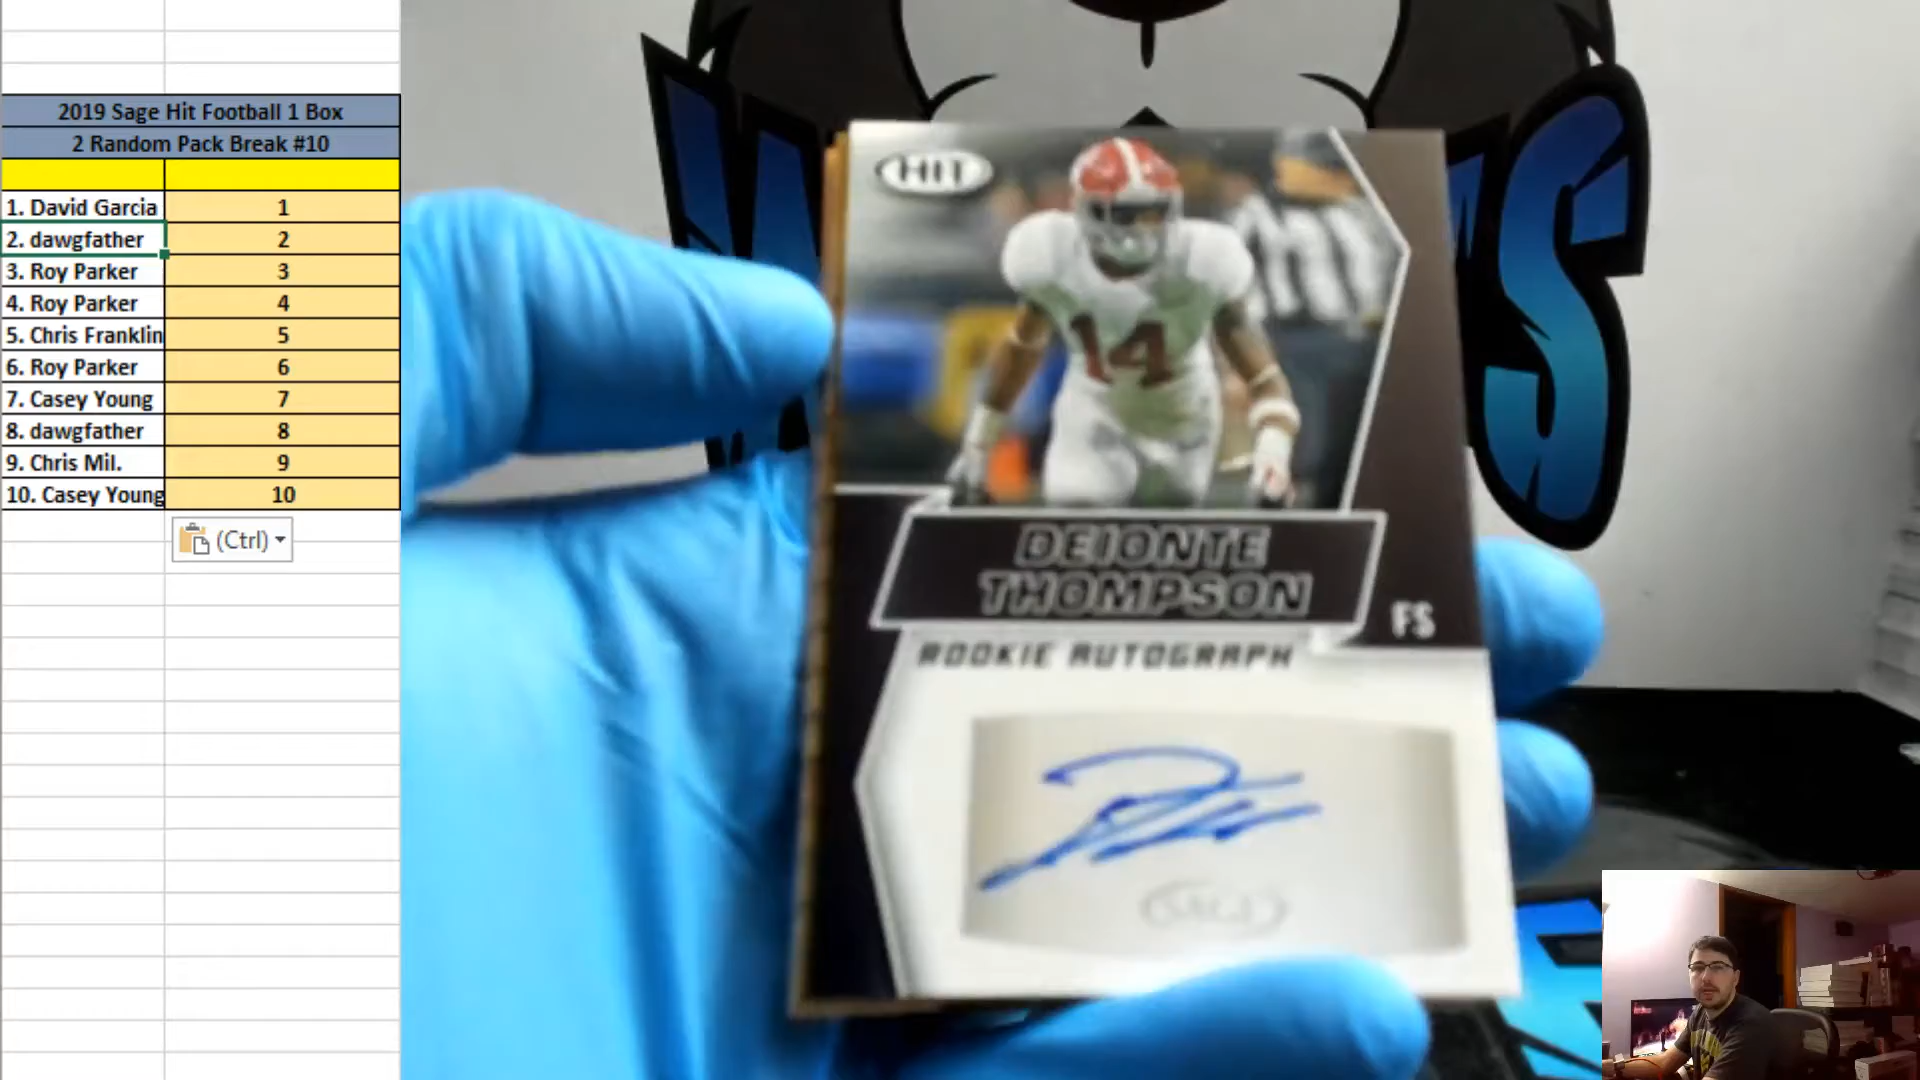 2019 Sage Hit Football 1 Box
2 Random Pack Break #10
1. David Garcia 1
2. dawgfather 2
3. Roy Parker 3
4. Roy Parker 4
5. Chris Franklin 5
6. Roy Parker 6
7. Casey Young 7
8. dawgfather 8
9. Chris Mil. 9
10. Casey Young 10
(Ctrl)
HIT
14
DEIONTE
THOMPSON
FS
ROOKIE AUTOGRAPH